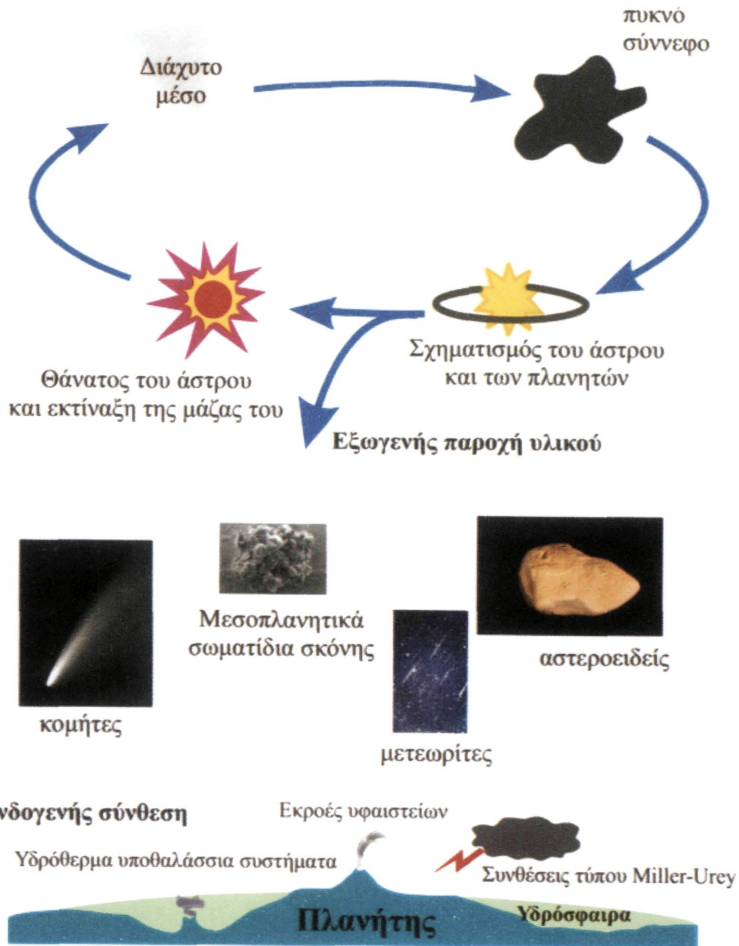 πυκνό
σύννεφο
Διάχυτο
μέσο
Σχηματισμός του άστρου
και των πλανητών
Θάνατος του άστρου
και εκτίναξη της μάζας του
Εξωγενής παροχή υλικού
Μεσοπλανητικά
σωματίδια σκόνης
αστεροειδείς
κομήτες
μετεωρίτες
νδογενής σύνθεση
Εκροές υφαιστείων
Υδρόθερμα υποθαλάσσια συστήματα
Συνθέσεις τύπου Miller-Urey
Πλανήτης
Υδρόσφαιρα